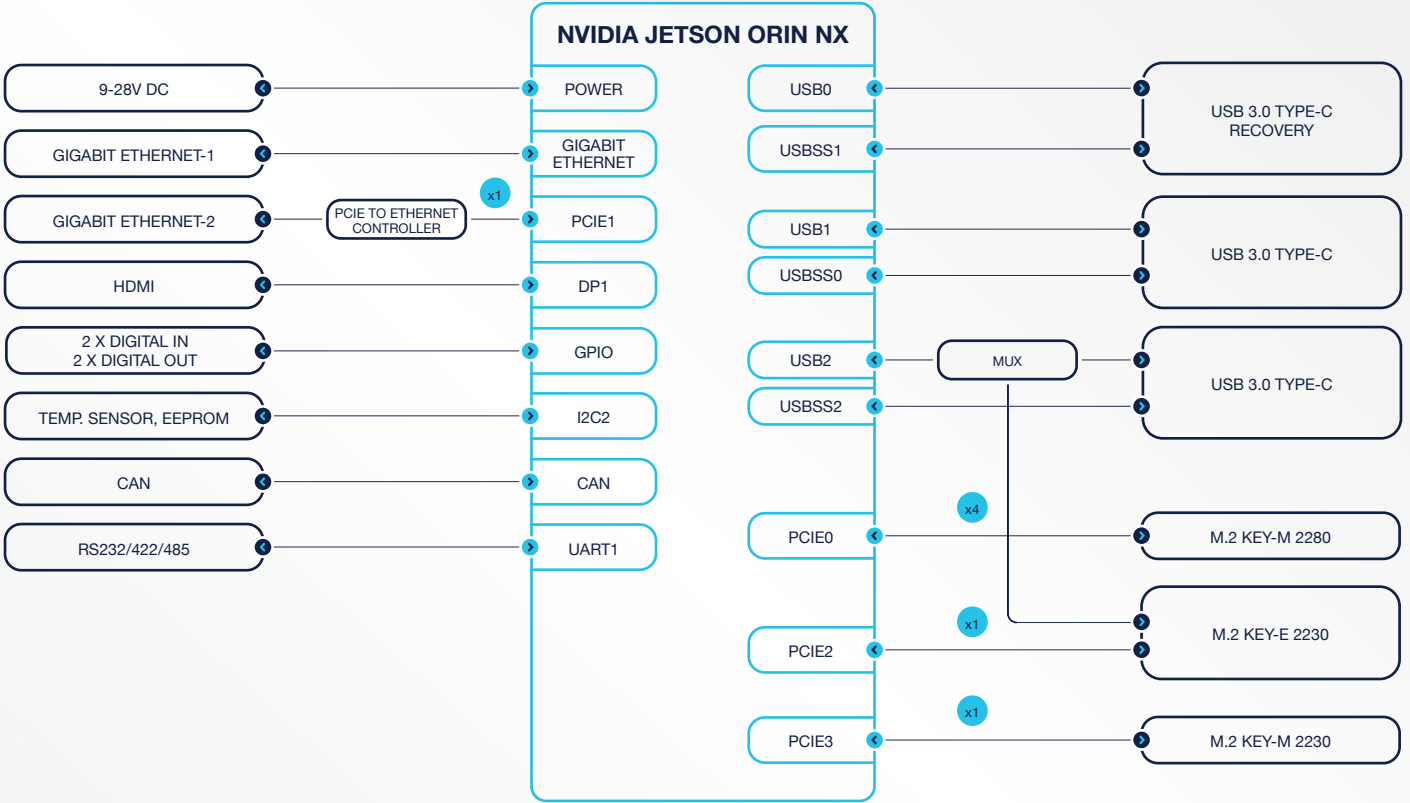 NVIDIA JETSON ORIN NX
9-28V DC
POWER
GIGABIT ETHERNET-1
GIGABIT
ETHERNET
GIGABIT ETHERNET-2
PCIE TO ETHERNET
CONTROLLER
x1
PCIE1
HDMI
DP1
2 X DIGITAL IN
2 X DIGITAL OUT
GPIO
TEMP. SENSOR, EEPROM
I2C2
CAN
CAN
RS232/422/485
UART1
USB0
USBSS1
USB 3.0 TYPE-C
RECOVERY
USB1
USBSS0
USB 3.0 TYPE-C
USB2
MUX
USBSS2
USB 3.0 TYPE-C
PCIE0
x4
M.2 KEY-M 2280
PCIE2
x1
M.2 KEY-E 2230
PCIE3
x1
M.2 KEY-M 2230